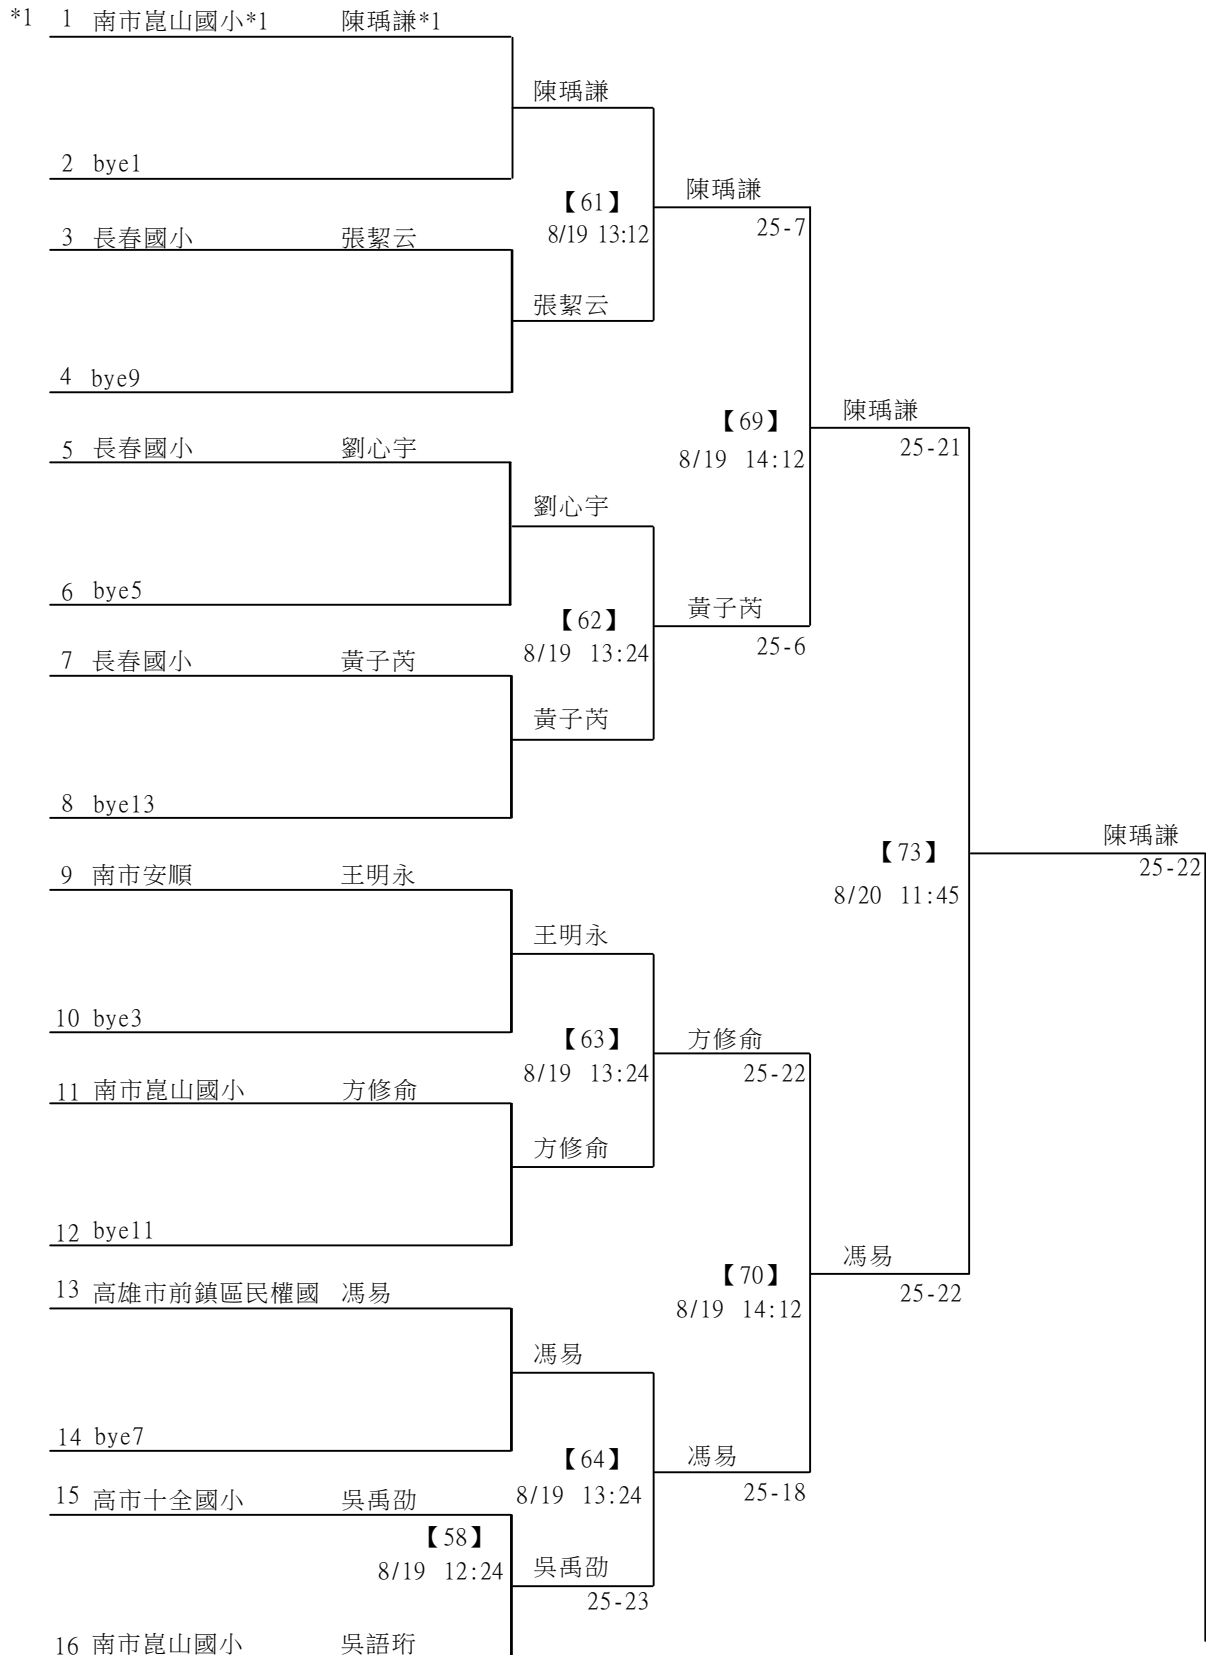 *1 1 南市崑山國小*1 陳瑀謙*1
陳瑀謙
2 bye1
陳瑀謙
【61】
25-7
3 長春國小 張絜云
8/19 13:12
張絜云
4 bye9
陳瑀謙
【69】
5 長春國小 劉心宇
25-21
8/19 14:12
劉心宇
6 bye5
黃子芮
【62】
25-6
7 長春國小 黃子芮
8/19 13:24
黃子芮
8 bye13
陳瑀謙
【73】
25-22
9 南市安順 王明永
8/20 11:45
王明永
10 bye3
【63】
方修俞
8/19 13:24
25-22
11 南市崑山國小 方修俞
方修俞
12 bye11
馮易
【70】
13 高雄市前鎮區民權國 馮易
25-22
8/19 14:12
馮易
14 bye7
【64】
馮易
15 高市十全國小 吳禹劭
8/19 13:24
25-18
【58】
8/19 12:24
吳禹劭
25-23
16 南市崑山國小 吳語珩